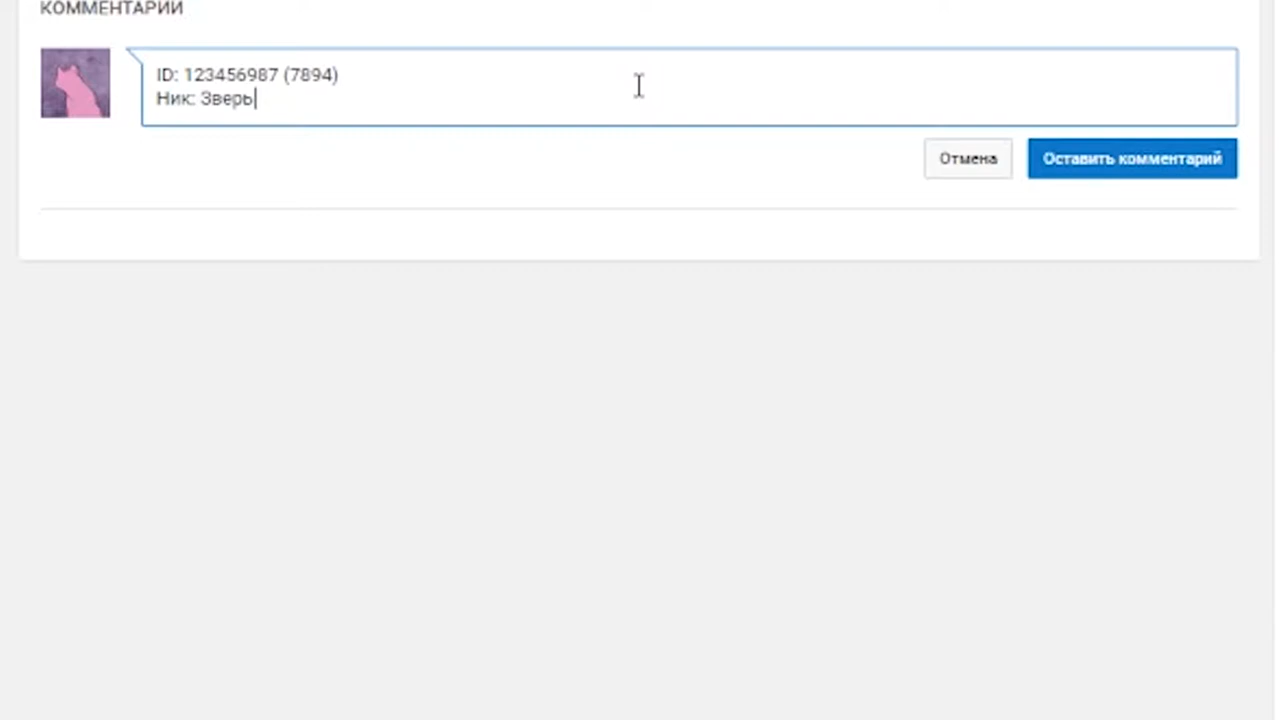 КОММЕНТАРИИ
ID: 123456987 (7894)
Ник: Зверь
Отмена
Оставить комментарий